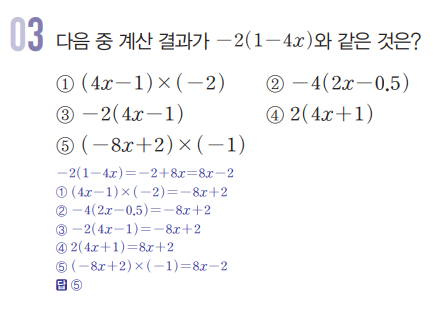 03 다음 중 계산 결과가 −2(1−4x)와 같은 것은?
① (4x−1)×(−2) ② −4(2x−0.5)
③ −2(4x−1) ④ 2(4x+1)
⑤ (−8x+2)×(−1)
−2(1−4x)=−2+8x=8x−2
① (4x−1)×(−2)=−8x+2
② −4(2x−0.5)=−8x+2
③ −2(4x−1)=−8x+2
④ 2(4x+1)=8x+2
⑤ (−8x+2)×(−1)=8x−2
답 ⑤